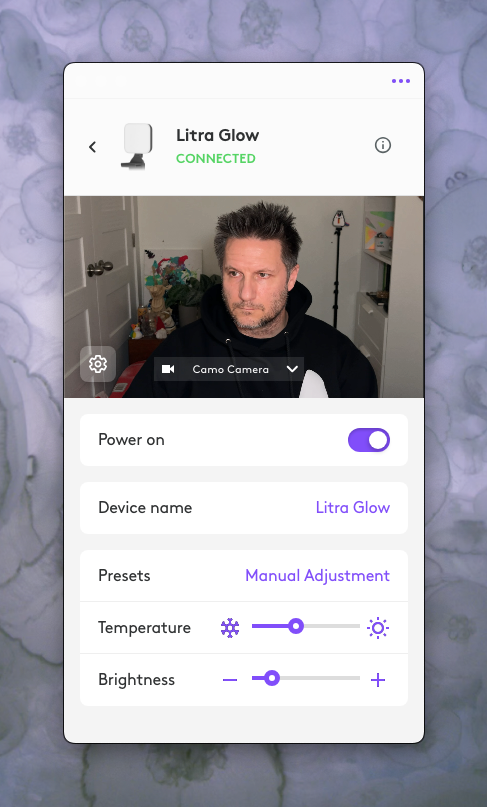 Litra Glow
CONNECTED
Camo Camera
Power on
Device name
Litra Glow
Presets
Manual Adjustment
Temperature
Brightness